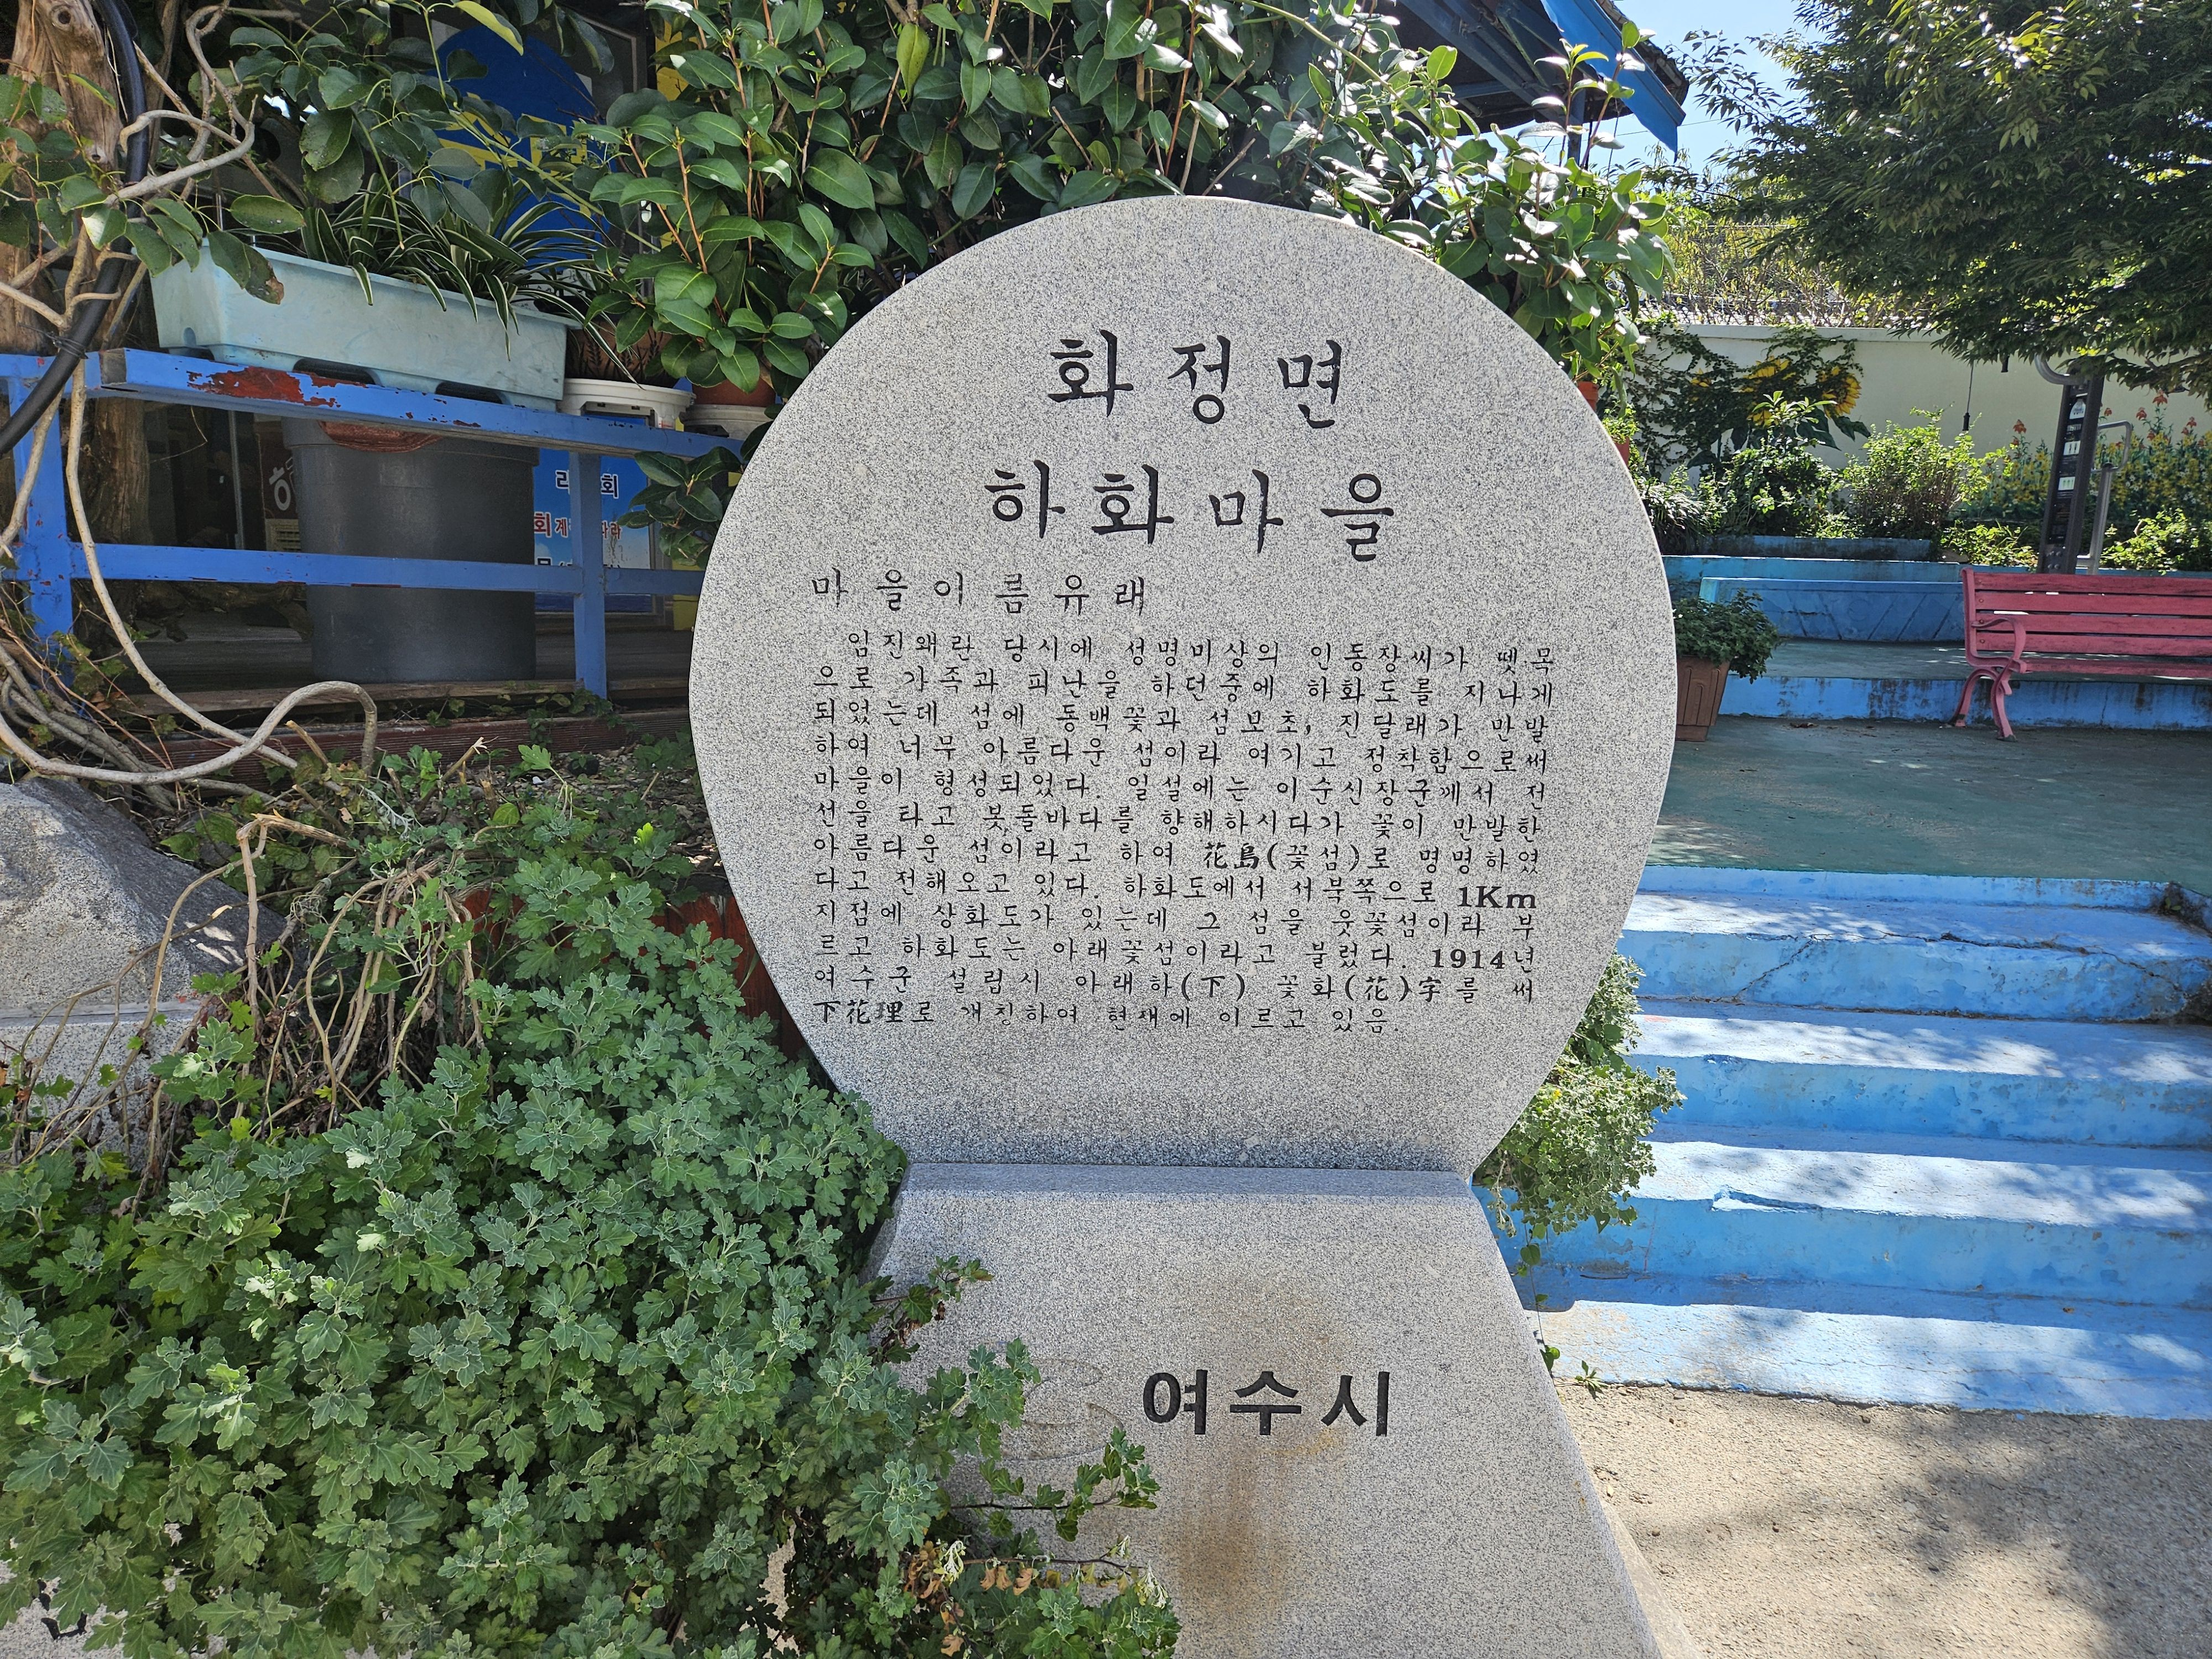 화정면
하화마을
마을이름유래
임진왜란 당시에 성명미상의 인동장씨가 뗏목
으로 가족과 피난을 하던중에 하화도를 지나게
되었는데 섬에 동백꽃과 섬모초, 진달래가 만발
하여 너무 아름다운 섬이라 여기고 정착함으로써
마을이 형성되었다. 일설에는 이순신장군께서 전
선을 타고 봇돌바다를 항해하시다가 꽃이 만발한
아름다운 섬이라고 하여 花島(꽃섬)로 명명하였
다고 전해오고 있다. 하화도에서 서북쪽으로 1Km
지점에 상화도가 있는데 그 섬을 웃꽃섬이라 부
르고 하화도는 아래꽃섬이라고 불렀다. 1914년
여수군 설립시 아래하(下) 꽃화(花)字를 써
下花理로 개칭하여 현재에 이르고 있음.
여수시